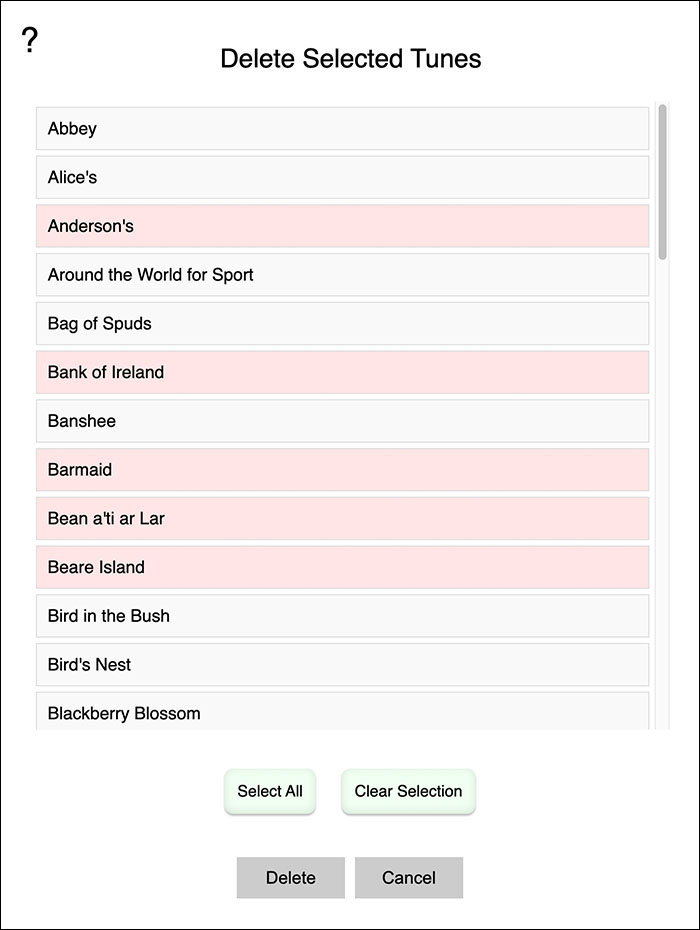 ?
Delete Selected Tunes
Abbey
Alice's
Anderson's
Around the World for Sport
Bag of Spuds
Bank of Ireland
Banshee
Barmaid
Bean a'ti ar Lar
Beare Island
Bird in the Bush
Bird's Nest
Blackberry Blossom
Select All
Clear Selection
Delete
Cancel